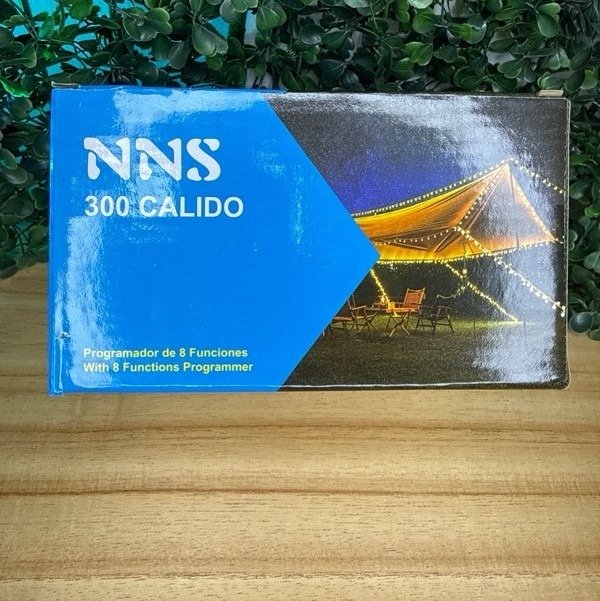 NNS
300 CALIDO
Programador de 8 Funciones
With 8 Functions Programmer